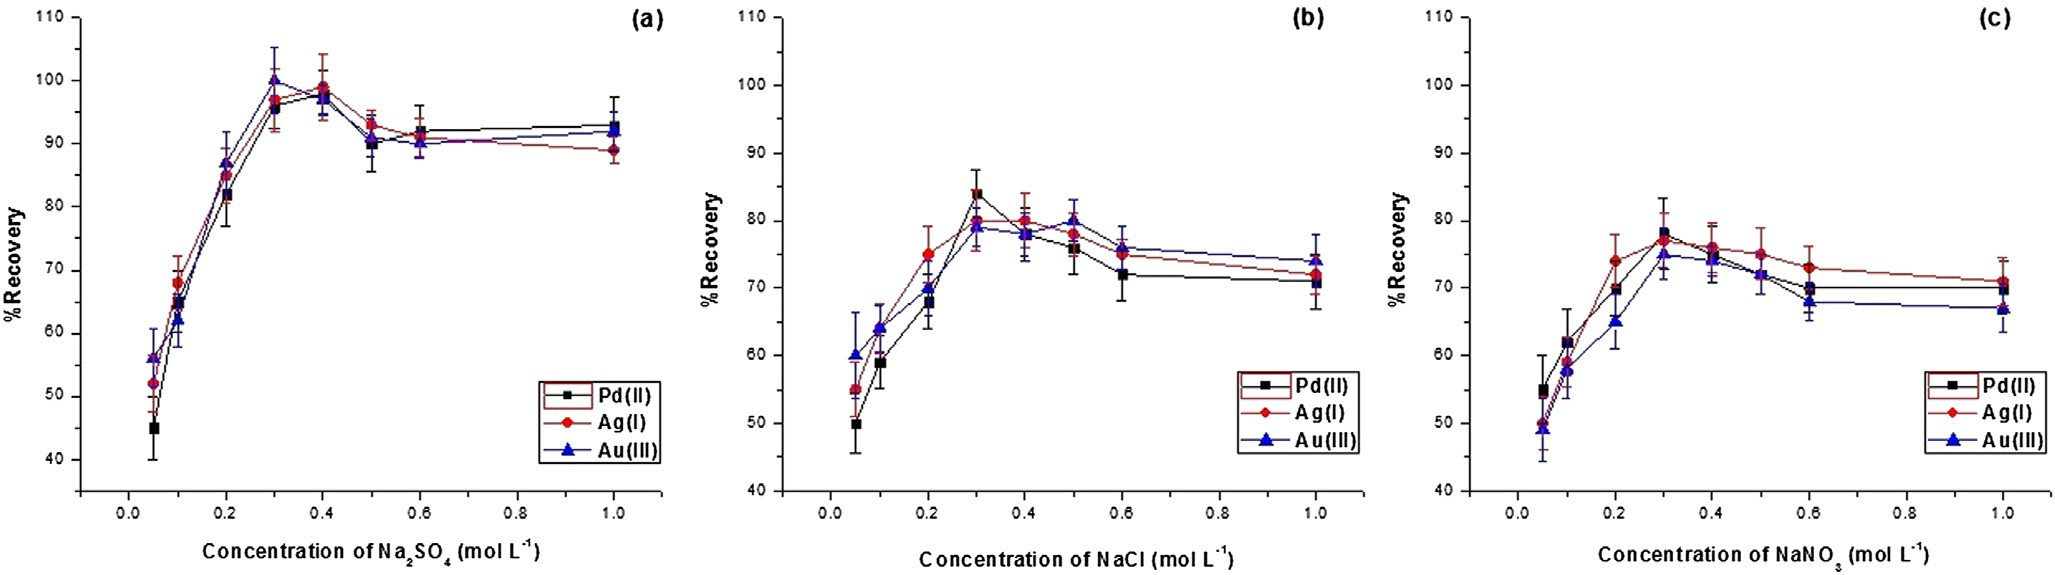 (a)
110
100
90
80
70
60
50
40
%Recovery
0.0 0.2 0.4 0.6 0.8 1.0
Concentration of Na₂SO₄ (mol L⁻¹)
Pd(II)
Ag(I)
Au(III)
(b)
110
100
90
80
70
60
50
40
%Recovery
0.0 0.2 0.4 0.6 0.8 1.0
Concentration of NaCl (mol L⁻¹)
Pd(II)
Ag(I)
Au(III)
(c)
110
100
90
80
70
60
50
40
%Recovery
0.0 0.2 0.4 0.6 0.8 1.0
Concentration of NaNO₃ (mol L⁻¹)
Pd(II)
Ag(I)
Au(III)